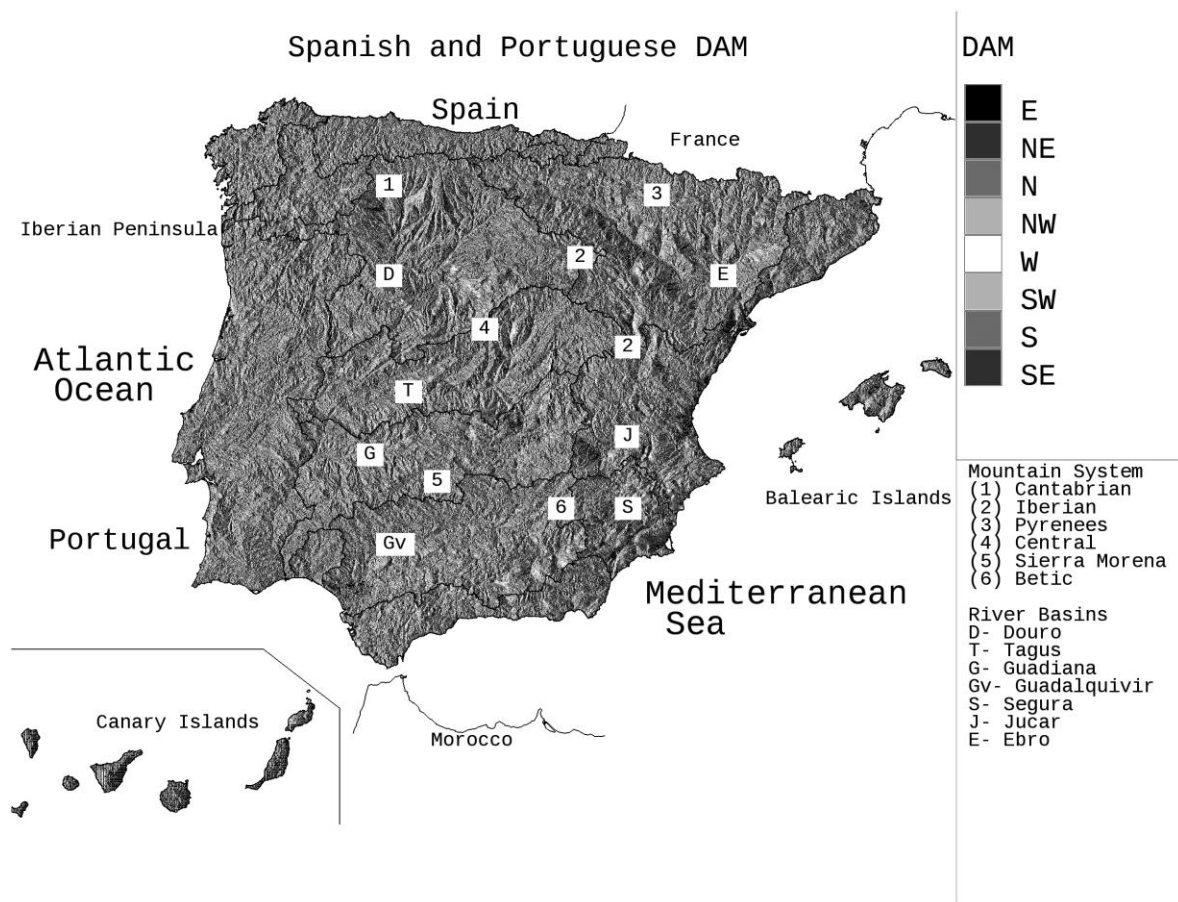 Spanish and Portuguese DAM
Spain
France
1
3
Iberian Peninsula
2
D
E
4
2
Atlantic
Ocean
T
J
G
5
Balearic Islands
6
S
Portugal
Gv
Mediterranean
Sea
Canary Islands
Morocco
DAM
E
NE
N
NW
W
SW
S
SE
Mountain System
(1) Cantabrian
(2) Iberian
(3) Pyrenees
(4) Central
(5) Sierra Morena
(6) Betic
River Basins
D- Douro
T- Tagus
G- Guadiana
Gv- Guadalquivir
S- Segura
J- Jucar
E- Ebro